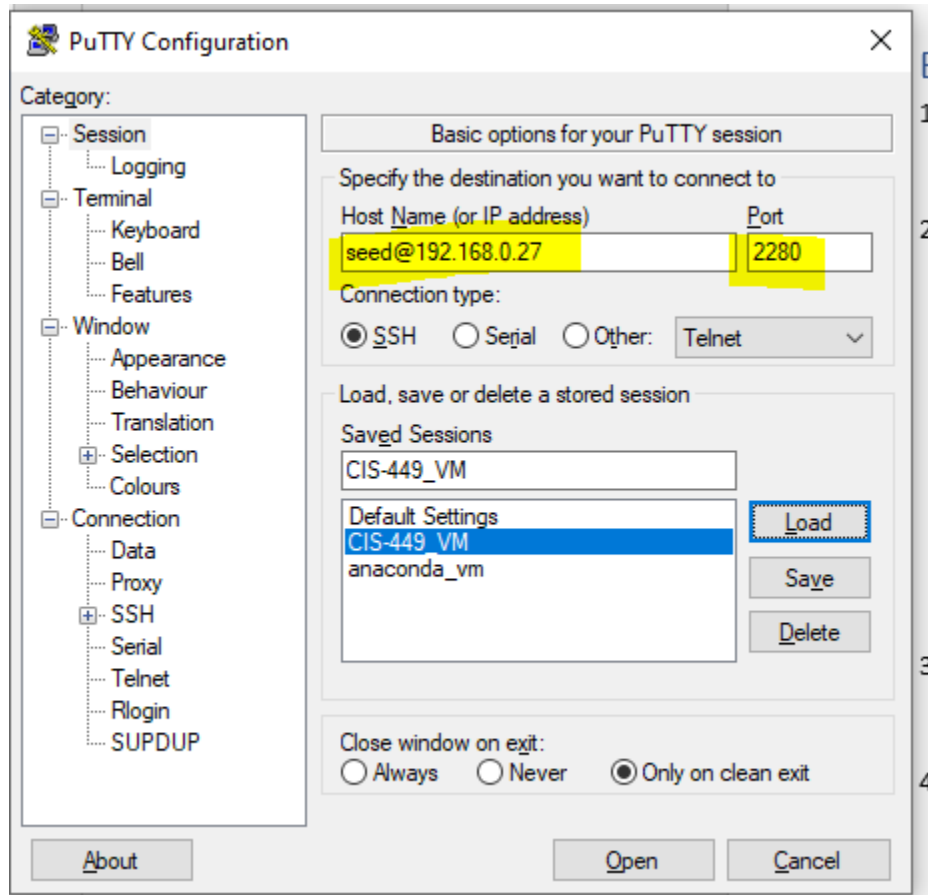 PuTTY Configuration
Category:
Session
Logging
Terminal
Keyboard
Bell
Features
Window
Appearance
Behaviour
Translation
Selection
Colours
Connection
Data
Proxy
SSH
Serial
Telnet
Rlogin
SUPDUP
Basic options for your PuTTY session
Specify the destination you want to connect to
Host Name (or IP address) Port
seed@192.168.0.27 2280
Connection type:
SSH Serial Other: Telnet
Load, save or delete a stored session
Saved Sessions
CIS-449_VM
Default Settings
CIS-449_VM
anaconda_vm
Load
Save
Delete
Close window on exit:
Always Never Only on clean exit
About Open Cancel